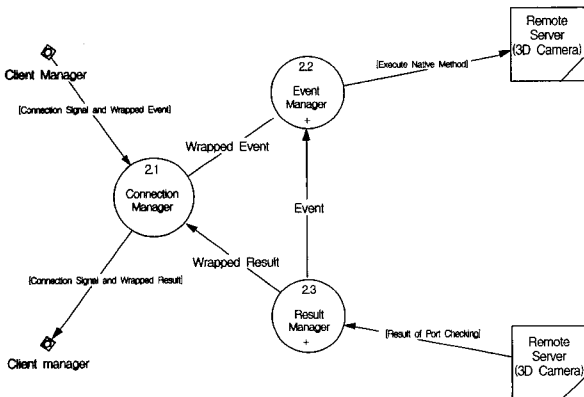 Remote
Server
(3D Camera)
Client Manager
[Execute Native Method]
2.2
Event
Manager
+
[Connection Signal and Wrapped Event]
Wrapped Event
2.1
Connection
Manager
Event
Wrapped Result
[Connection Signal and Wrapped Result]
2.3
Result
Manager
+
[Result of Port Checking]
Remote
Server
(3D Camera)
Client manager